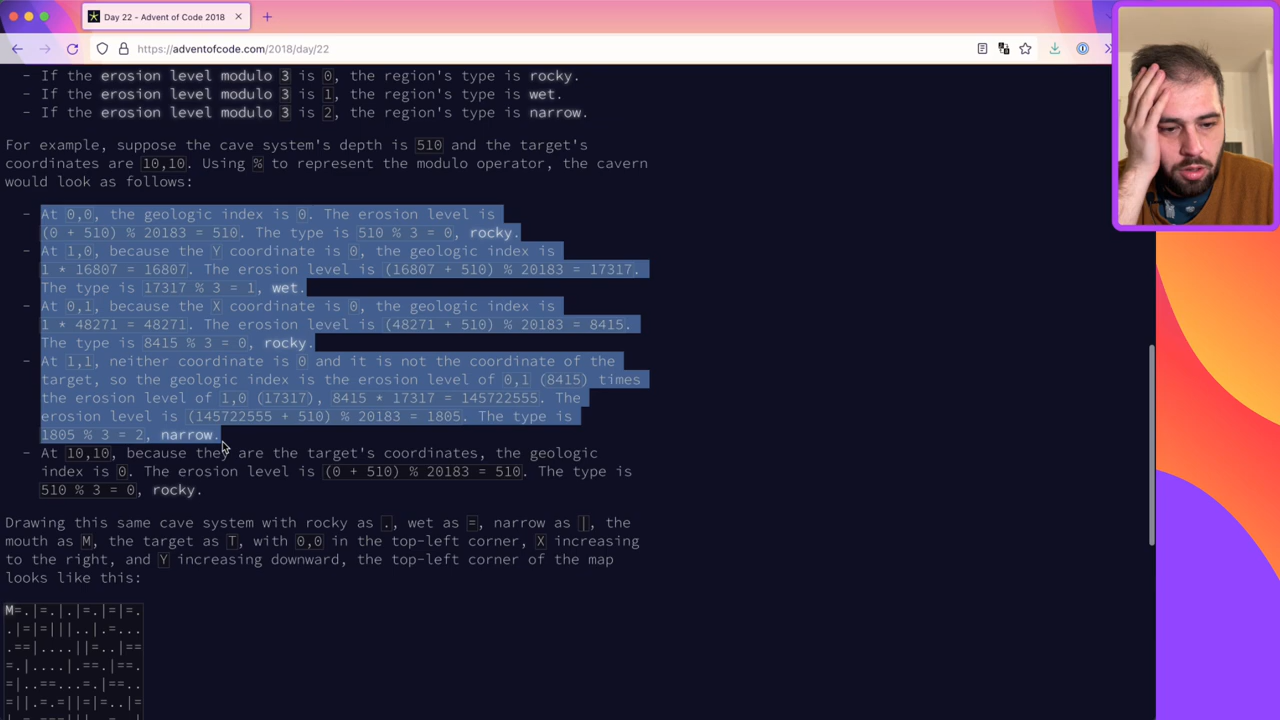 Day 22 - Advent of Code 2018
https://adventofcode.com/2018/day/22
- If the erosion level modulo 3 is 0, the region's type is rocky.
- If the erosion level modulo 3 is 1, the region's type is wet.
- If the erosion level modulo 3 is 2, the region's type is narrow.
For example, suppose the cave system's depth is 510 and the target's
coordinates are 10,10. Using % to represent the modulo operator, the cavern
would look as follows:
- At 0,0, the geologic index is 0. The erosion level is
(0 + 510) % 20183 = 510. The type is 510 % 3 = 0, rocky.
- At 1,0, because the Y coordinate is 0, the geologic index is
1 * 16807 = 16807. The erosion level is (16807 + 510) % 20183 = 17317.
The type is 17317 % 3 = 1, wet.
- At 0,1, because the X coordinate is 0, the geologic index is
1 * 48271 = 48271. The erosion level is (48271 + 510) % 20183 = 8415.
The type is 8415 % 3 = 0, rocky.
- At 1,1, neither coordinate is 0 and it is not the coordinate of the
target, so the geologic index is the erosion level of 0,1 (8415) times
the erosion level of 1,0 (17317), 8415 * 17317 = 145722555. The
erosion level is (145722555 + 510) % 20183 = 1805. The type is
1805 % 3 = 2, narrow.
- At 10,10, because they are the target's coordinates, the geologic
index is 0. The erosion level is (0 + 510) % 20183 = 510. The type is
510 % 3 = 0, rocky.
Drawing this same cave system with rocky as ., wet as =, narrow as |, the
mouth as M, the target as T, with 0,0 in the top-left corner, X increasing
to the right, and Y increasing downward, the top-left corner of the map
looks like this:
M=.|=.|.|=.|=|=.
.|=|=|||..|.=...
.==|....||=..|==
=.|....|.==.|==.
=|..==...=.|==..
=||.=.=||=|=..|=